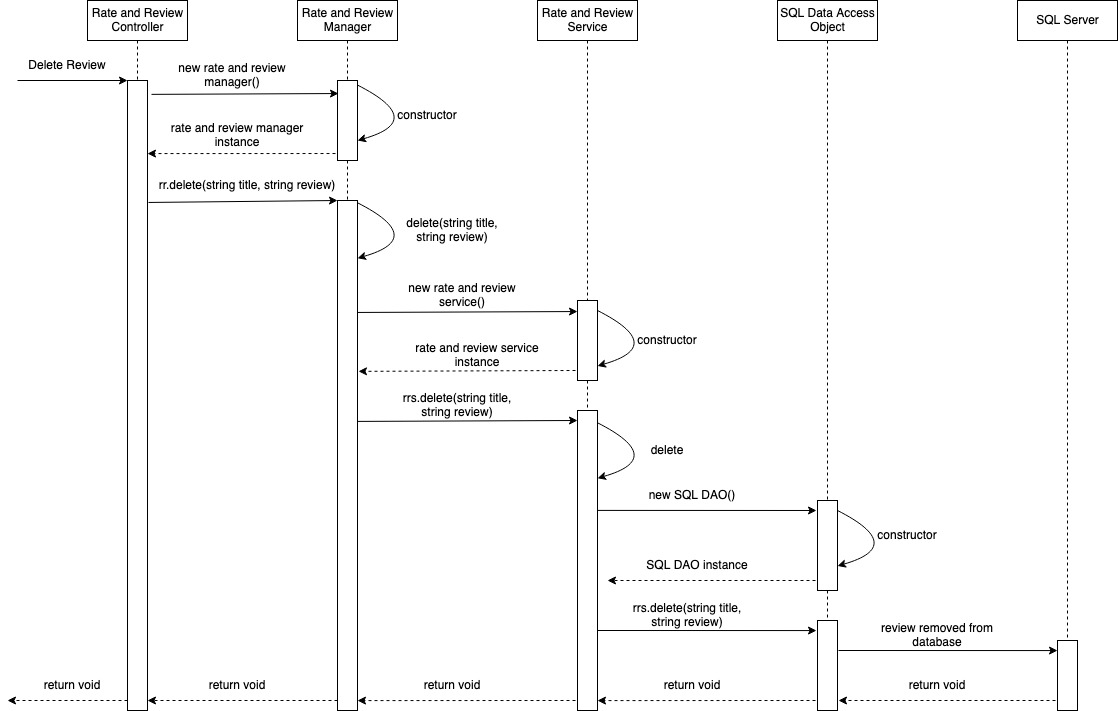 Rate and Review
Controller
Rate and Review
Manager
Rate and Review
Service
SQL Data Access
Object
SQL Server
Delete Review
new rate and review
manager()
constructor
rate and review manager
instance
rr.delete(string title, string review)
delete(string title,
string review)
new rate and review
service()
constructor
rate and review service
instance
rrs.delete(string title,
string review)
delete
new SQL DAO()
constructor
SQL DAO instance
rrs.delete(string title,
string review)
review removed from
database
return void
return void
return void
return void
return void